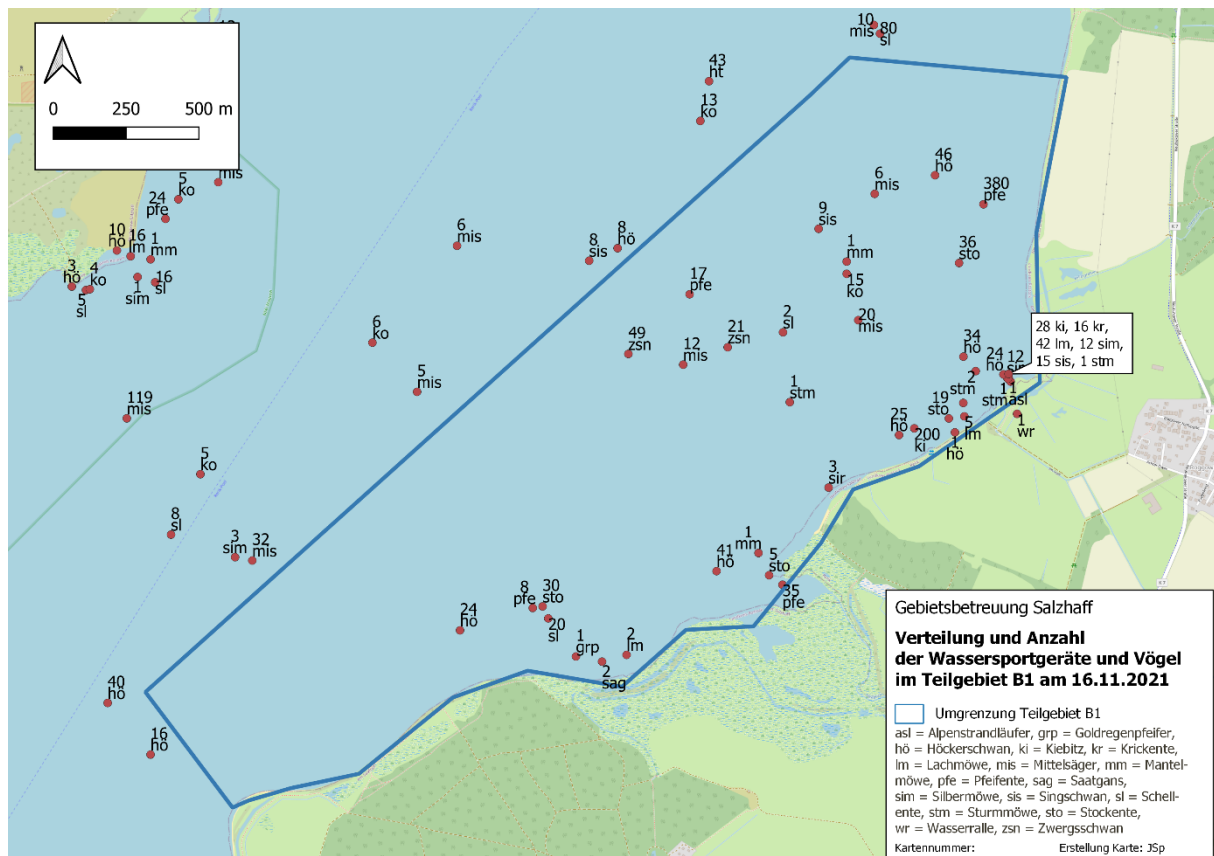 0 250 500 m
10
mis
80
sl
43
ht
13
ko
46
hö
6
mis
380
pfe
mis
5
ko
24
pfe
10
hö
16
lm
1
mm
3
hö
4
ko
5
sl
1
sim
16
sl
6
mis
8
sis
8
hö
9
sis
1
mm
15
ko
36
sto
17
pfe
20
mis
2
sl
21
zsn
49
zsn
12
mis
6
ko
5
mis
119
mis
1
stm
34
hö
24
hö
12
28 ki, 16 kr,
42 lm, 12 sim,
15 sis, 1 stm
2
stm
stm
11
asl
1
wr
19
sto
5
lm
25
hö
200
ki
1
hö
3
sir
5
ko
8
sl
3
sim
32
mis
1
mm
5
sto
41
hö
35
pfe
8
pfe
30
sto
20
sl
24
hö
1
grp
2
sag
2
lm
40
hö
16
hö
Gebietsbetreuung Salzhaff
Verteilung und Anzahl
der Wassersportgeräte und Vögel
im Teilgebiet B1 am 16.11.2021
Umgrenzung Teilgebiet B1
asl = Alpenstrandläufer, grp = Goldregenpfeifer,
hö = Höckerschwan, ki = Kiebitz, kr = Krickente,
lm = Lachmöwe, mis = Mittelsäger, mm = Mantel-
möwe, pfe = Pfeifente, sag = Saatgans,
sim = Silbermöwe, sis = Singschwan, sl = Schell-
ente, stm = Sturmmöwe, sto = Stockente,
wr = Wasserralle, zsn = Zwergsschwan
Kartennummer: Erstellung Karte: JSp